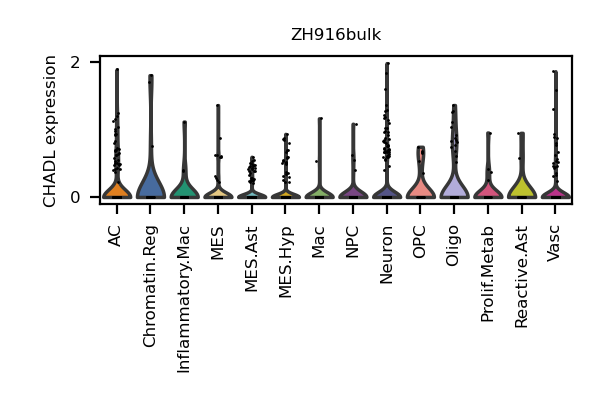 ZH916bulk
CHADL expression
2
0
AC
Chromatin.Reg
Inflammatory.Mac
MES
MES.Ast
MES.Hyp
Mac
NPC
Neuron
OPC
Oligo
Prolif.Metab
Reactive.Ast
Vasc